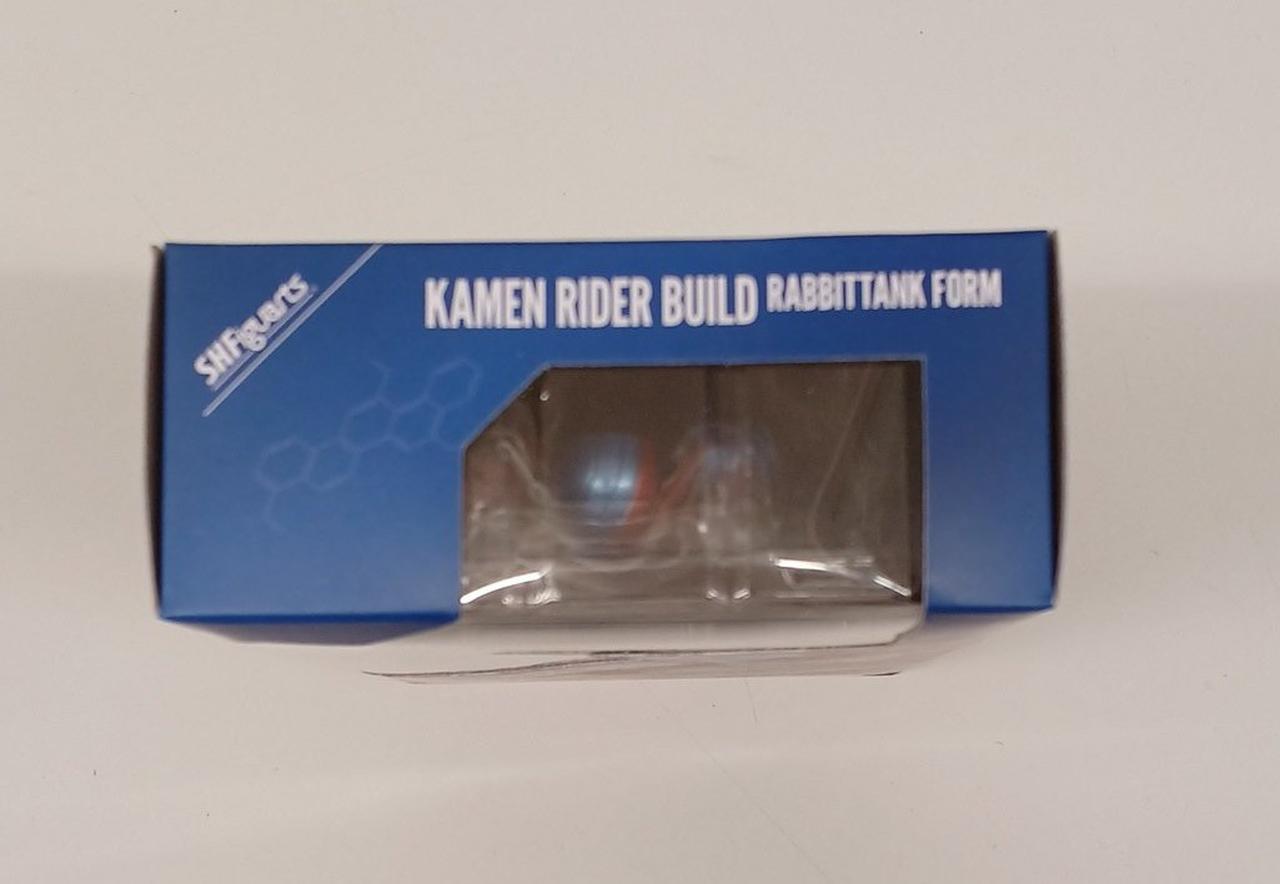 SHFiguarts
KAMEN RIDER BUILD RABBITTANK FORM